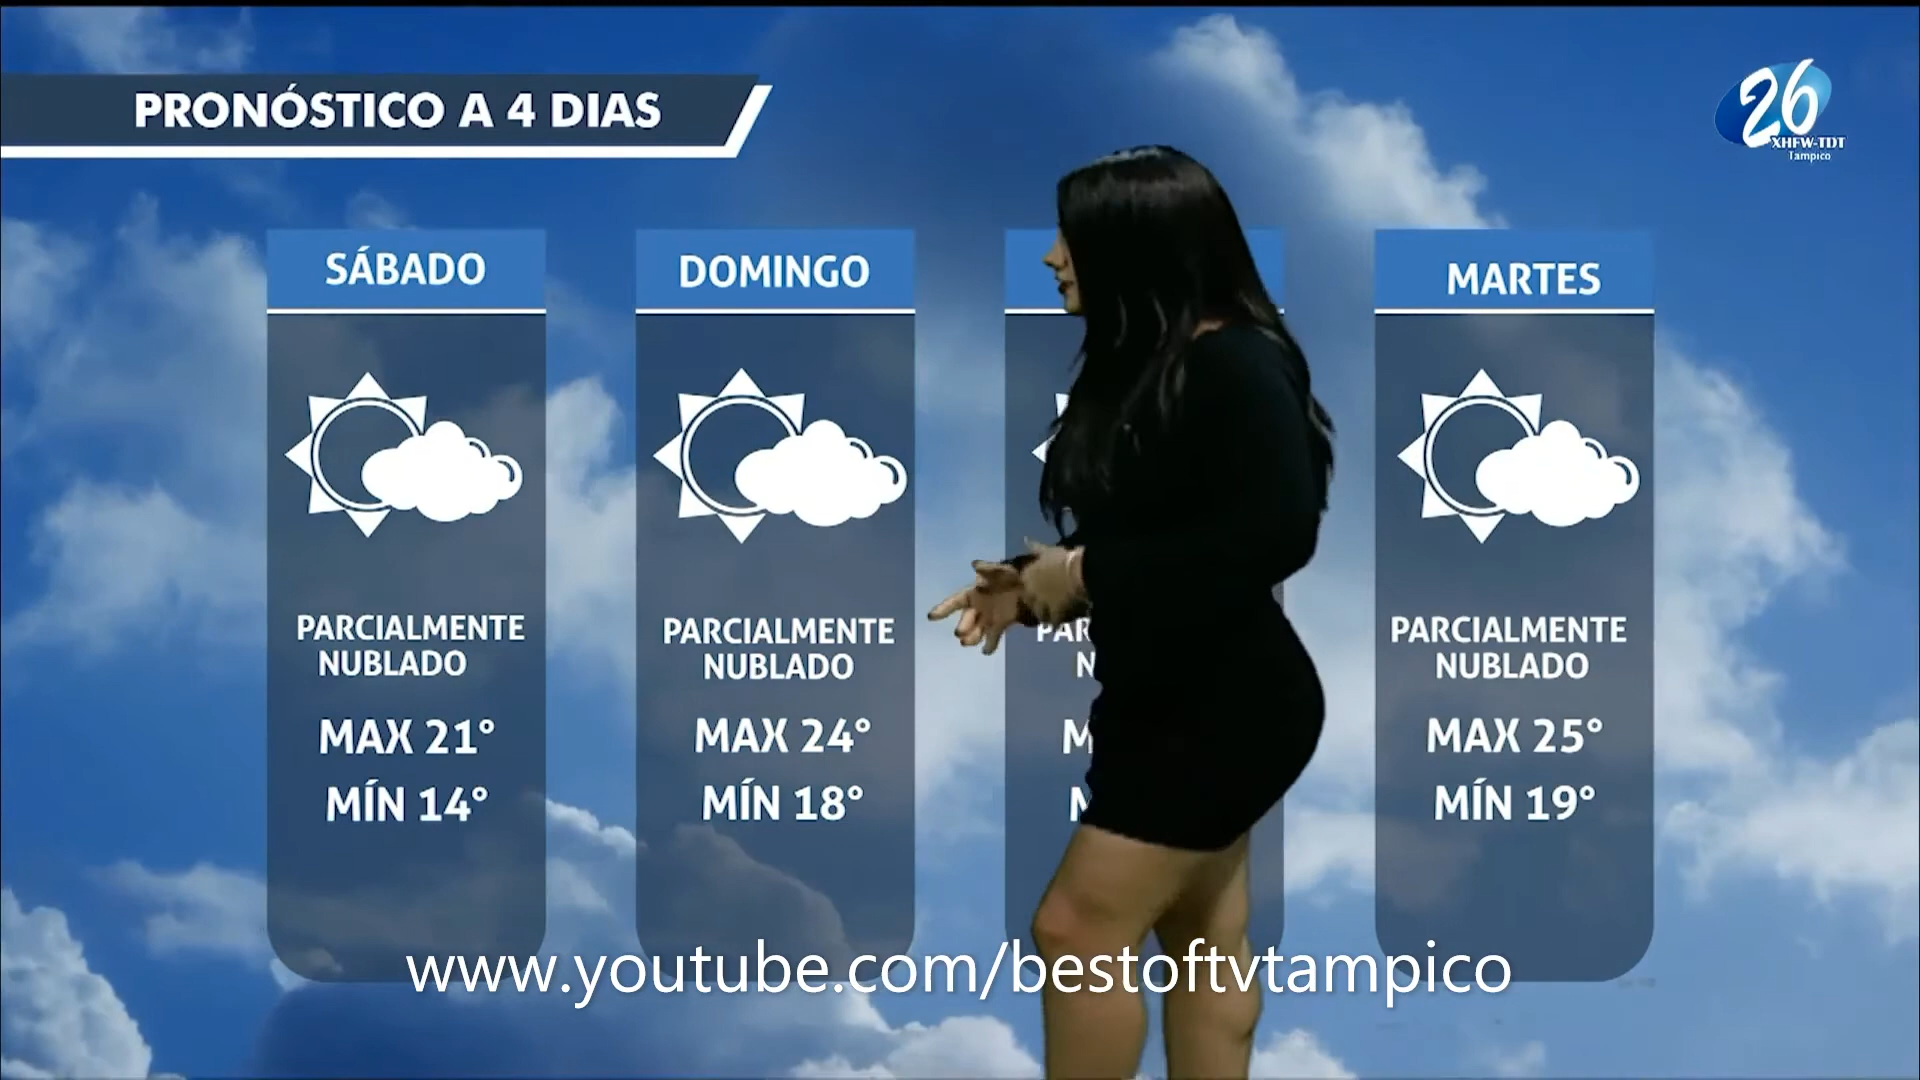 PRONÓSTICO A 4 DIAS
26
XHFW-TDT
Tampico
SÁBADO
PARCIALMENTE
NUBLADO
MAX 21°
MÍN 14°
DOMINGO
PARCIALMENTE
NUBLADO
MAX 24°
MÍN 18°
MARTES
PARCIALMENTE
NUBLADO
MAX 25°
MÍN 19°
www.youtube.com/bestoftvtampico